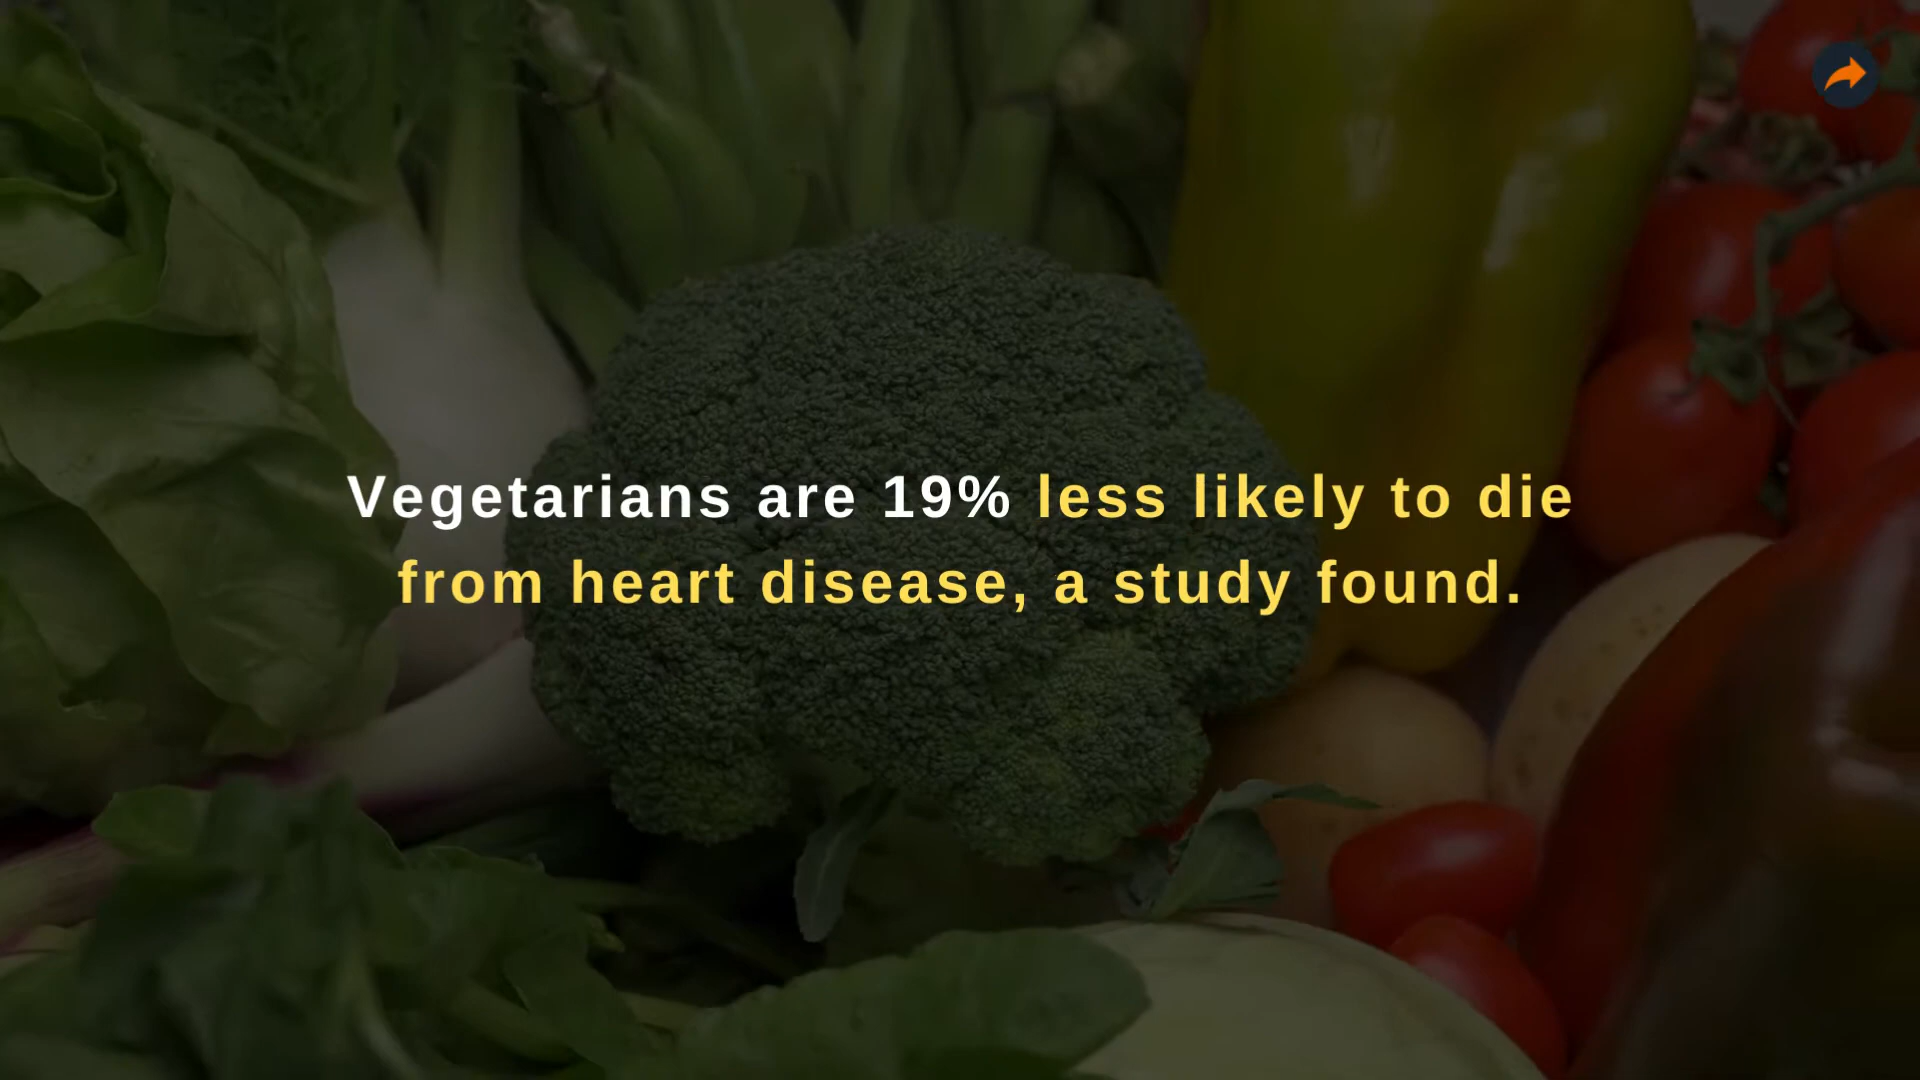 Vegetarians are 19% less likely to die
from heart disease, a study found.